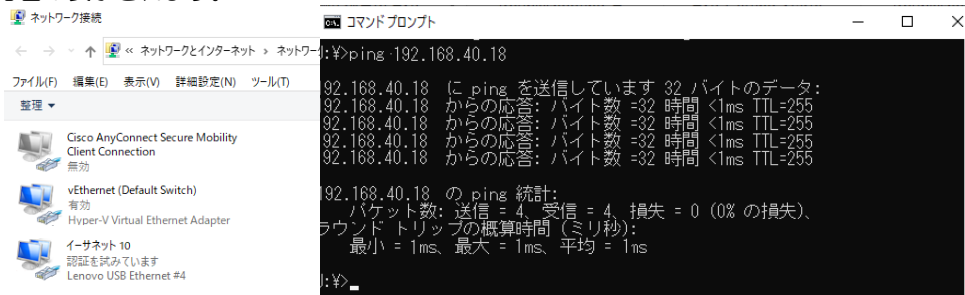 ネットワーク接続
« ネットワークとインターネット › ネットワー
ファイル(F) 編集(E) 表示(V) 詳細設定(N) ツール(T)
整理
Cisco AnyConnect Secure Mobility
Client Connection
無効
vEthernet (Default Switch)
有効
Hyper-V Virtual Ethernet Adapter
イーサネット 10
認証を試みています
Lenovo USB Ethernet #4
コマンド プロンプト
:¥>ping 192.168.40.18
92.168.40.18 に ping を送信しています 32 バイトのデータ:
92.168.40.18 からの応答: バイト数 =32 時間 <1ms TTL=255
92.168.40.18 からの応答: バイト数 =32 時間 <1ms TTL=255
92.168.40.18 からの応答: バイト数 =32 時間 <1ms TTL=255
92.168.40.18 からの応答: バイト数 =32 時間 <1ms TTL=255
92.168.40.18 の ping 統計:
パケット数: 送信 = 4、受信 = 4、損失 = 0 (0% の損失)、
ラウンド トリップの概算時間 (ミリ秒):
最小 = 1ms、最大 = 1ms、平均 = 1ms
:¥>